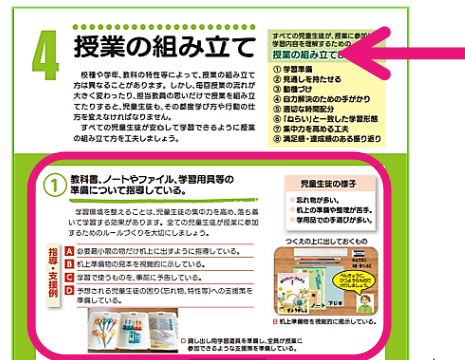 4 授業の組み立て
校種や学年、教科の特性等によって、授業の組み立て
方は異なることがあります。しかし、毎回授業の流れが
大きく変わったり、担当教員の思いだけで授業を組み立
てたりすると、児童生徒も、その都度学び方や行動の仕
方を変えなければなりません。
すべての児童生徒が安心して学習できるように授業
の組み立て方を工夫しましょう。
すべての児童生徒が、授業に参加し
学習内容を理解するための
授業の組み立て
① 学習準備
② 見通しを持たせる
③ 動機づけ
④ 自力解決のための手がかり
⑤ 適切な時間配分
⑥ 「ねらい」と一致した学習形態
⑦ 集中力を高める工夫
⑧ 満足感・達成感のある振り返り
① 教科書、ノートやファイル、学習用具等の
準備について指導している。
学習環境を整えることは、児童生徒の集中力を高め、落ち着
いて学習する効果があります。全ての児童生徒が授業に参加
するためのルールづくりを大切にしましょう。
児童生徒の様子
・忘れ物が多い。
・机上の準備や整理が苦手。
・学用品での手遊びが多い。
指導・支援例
A 必要最小限の物だけ机上に出すように指導している。
B 机上準備物の見本を視覚的に示している。
C 学習で使うものを、事前に予告している。
D 予想される児童生徒の困り(忘れ物、特性等)への支援策を
準備している。
つくえの上に出しておくもの
ノート
下じき
B 机上準備物を視覚的に掲示している。
D 貸し出し用学習道具を準備し、全員が授業に
参加できるような支援策を準備している。